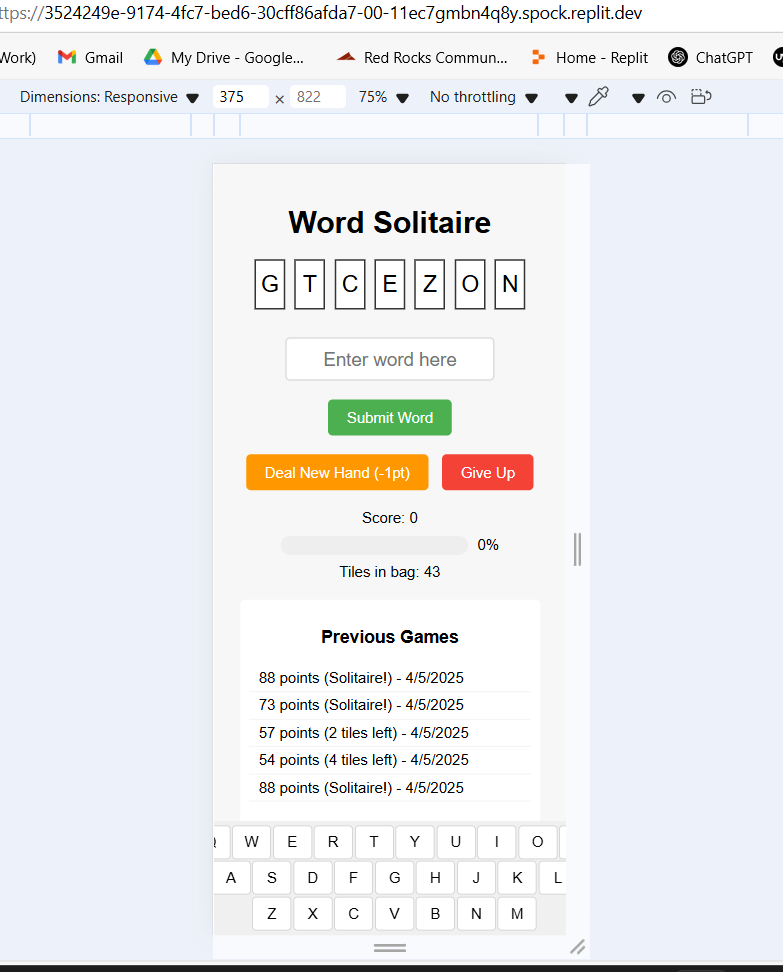 ttps://3524249e-9174-4fc7-bed6-30cff86afda7-00-11ec7gmbn4q8y.spock.replit.dev
Work) Gmail My Drive - Google... Red Rocks Commun... Home - Replit ChatGPT
Dimensions: Responsive 375 × 822 75% No throttling
Word Solitaire
G T C E Z O N
Enter word here
Submit Word
Deal New Hand (-1pt) Give Up
Score: 0
0%
Tiles in bag: 43
Previous Games
88 points (Solitaire!) - 4/5/2025
73 points (Solitaire!) - 4/5/2025
57 points (2 tiles left) - 4/5/2025
54 points (4 tiles left) - 4/5/2025
88 points (Solitaire!) - 4/5/2025
W E R T Y U I O
A S D F G H J K L
Z X C V B N M